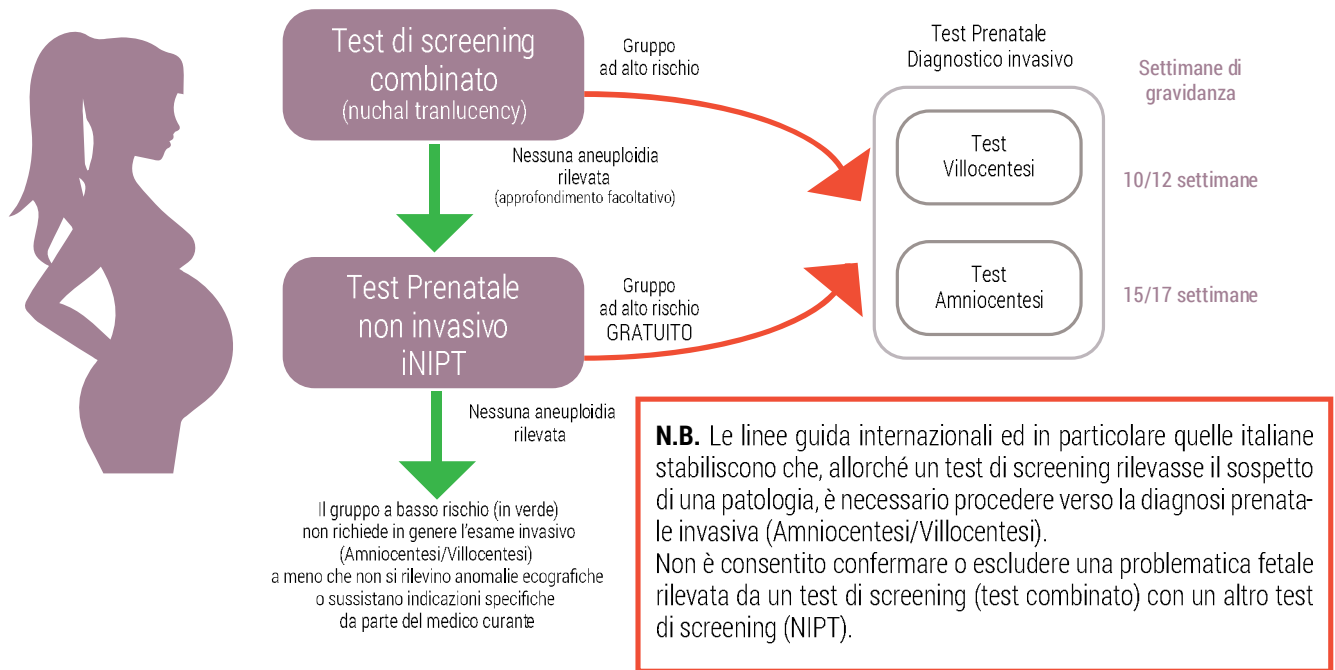 Test di screening
combinato
(nuchal tranlucency)
Gruppo
ad alto rischio
Test Prenatale
Diagnostico invasivo
Settimane di
gravidanza
Test
Villocentesi
10/12 settimane
Nessuna aneuploidia
rilevata
(approfondimento facoltativo)
Test Prenatale
non invasivo
iNIPT
Gruppo
ad alto rischio
GRATUITO
Test
Amniocentesi
15/17 settimane
Nessuna aneuploidia
rilevata
Il gruppo a basso rischio (in verde)
non richiede in genere l'esame invasivo
(Amniocentesi/Villocentesi)
a meno che non si rilevino anomalie ecografiche
o sussistano indicazioni specifiche
da parte del medico curante
N.B. Le linee guida internazionali ed in particolare quelle italiane
stabiliscono che, allorché un test di screening rilevasse il sospetto
di una patologia, è necessario procedere verso la diagnosi prenata-
le invasiva (Amniocentesi/Villocentesi).
Non è consentito confermare o escludere una problematica fetale
rilevata da un test di screening (test combinato) con un altro test
di screening (NIPT).